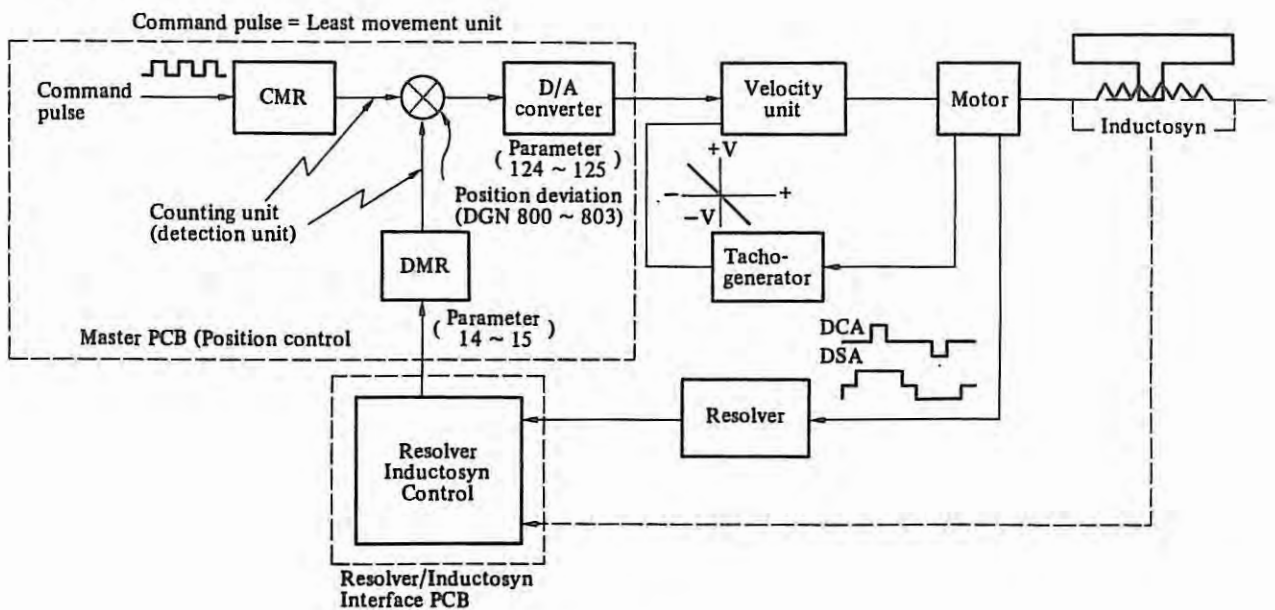 Command pulse = Least movement unit
Command
pulse
CMR
D/A
converter
Velocity
unit
Motor
Inductosyn
( Parameter
124 ~ 125 )
Position deviation
(DGN 800 ~ 803)
Counting unit
(detection unit)
+V
−
+
−V
DMR
Tacho-
generator
( Parameter
14 ~ 15 )
Master PCB (Position control
DCA
DSA
Resolver
Resolver
Inductosyn
Control
Resolver/Inductosyn
Interface PCB